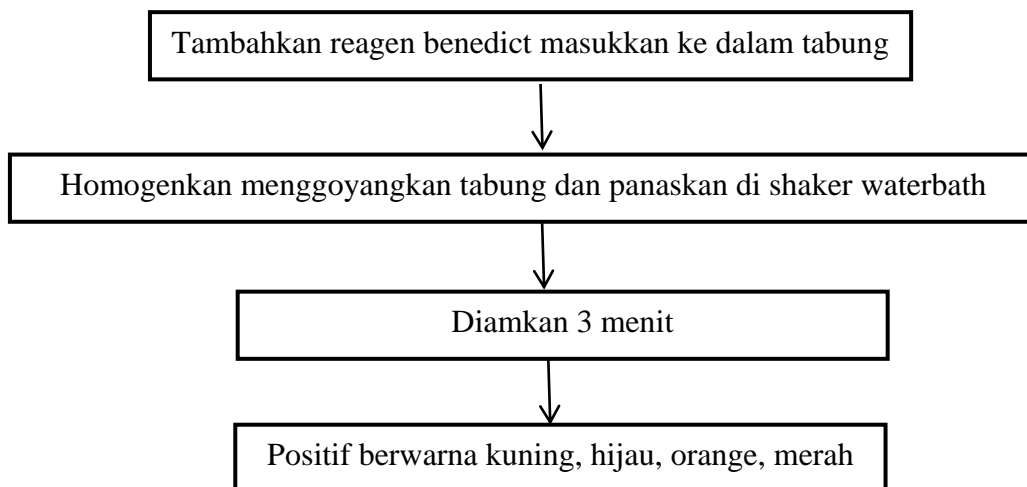 Tambahkan reagen benedict masukkan ke dalam tabung
Homogenkan menggoyangkan tabung dan panaskan di shaker waterbath
Diamkan 3 menit
Positif berwarna kuning, hijau, orange, merah